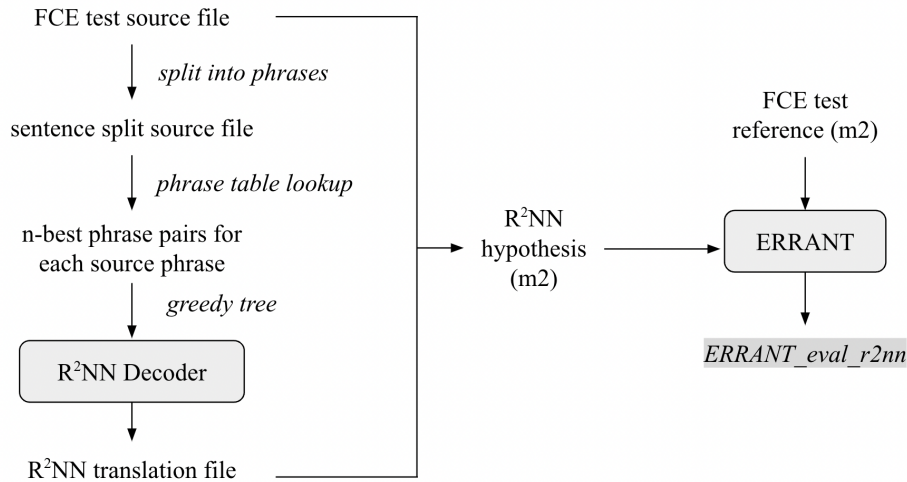 FCE test source file
split into phrases
sentence split source file
phrase table lookup
n-best phrase pairs for
each source phrase
greedy tree
R²NN Decoder
R²NN translation file
R²NN
hypothesis
(m2)
FCE test
reference (m2)
ERRANT
ERRANT_eval_r2nn